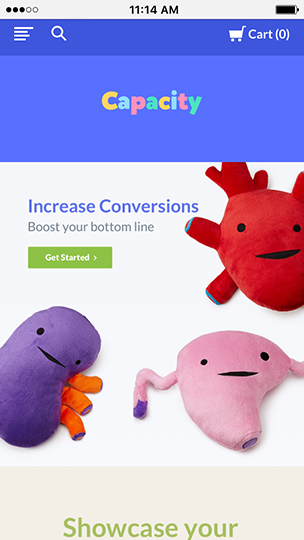 11:14 AM
Cart (0)
Capacity
Increase Conversions
Boost your bottom line
Get Started
Showcase your